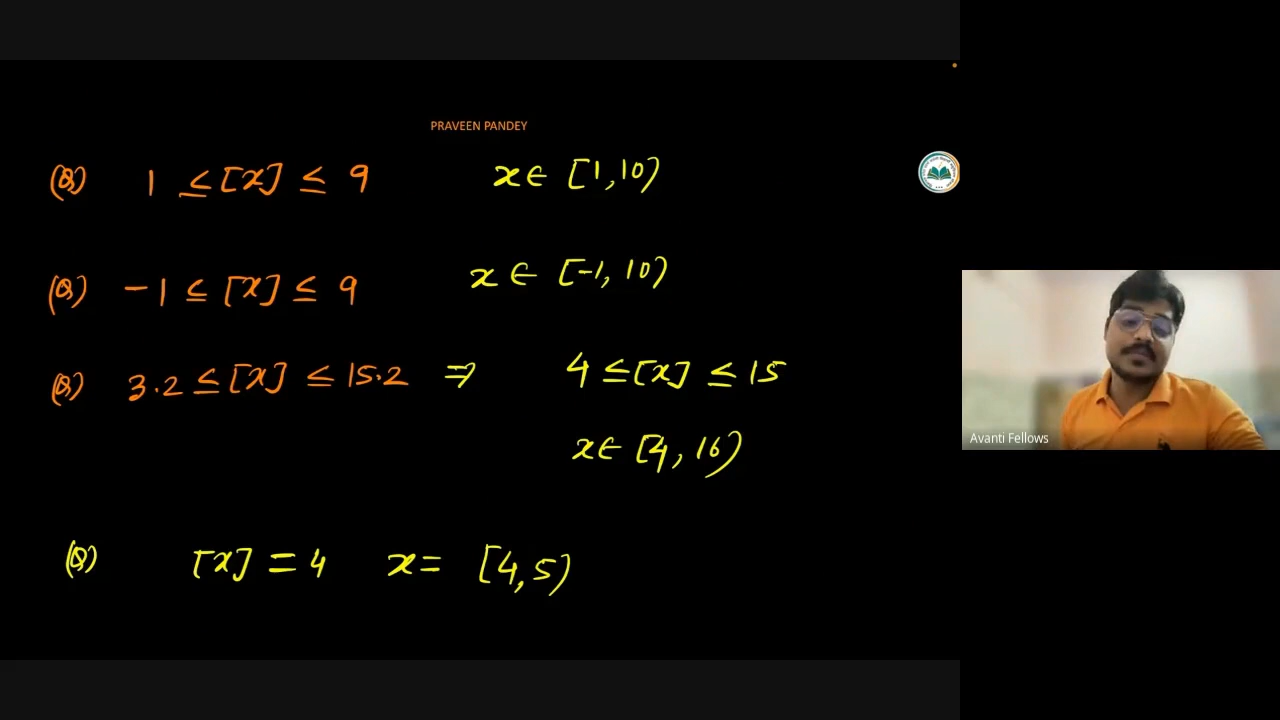 PRAVEEN PANDEY
(Q) 1 ≤ [x] ≤ 9 x ∈ [1,10)
(Q) -1 ≤ [x] ≤ 9 x ∈ [-1, 10)
(Q) 3.2 ≤ [x] ≤ 15.2 ⇒ 4 ≤ [x] ≤ 15
x ∈ [4, 16)
(Q) [x] = 4 x = [4,5)
Avanti Fellows